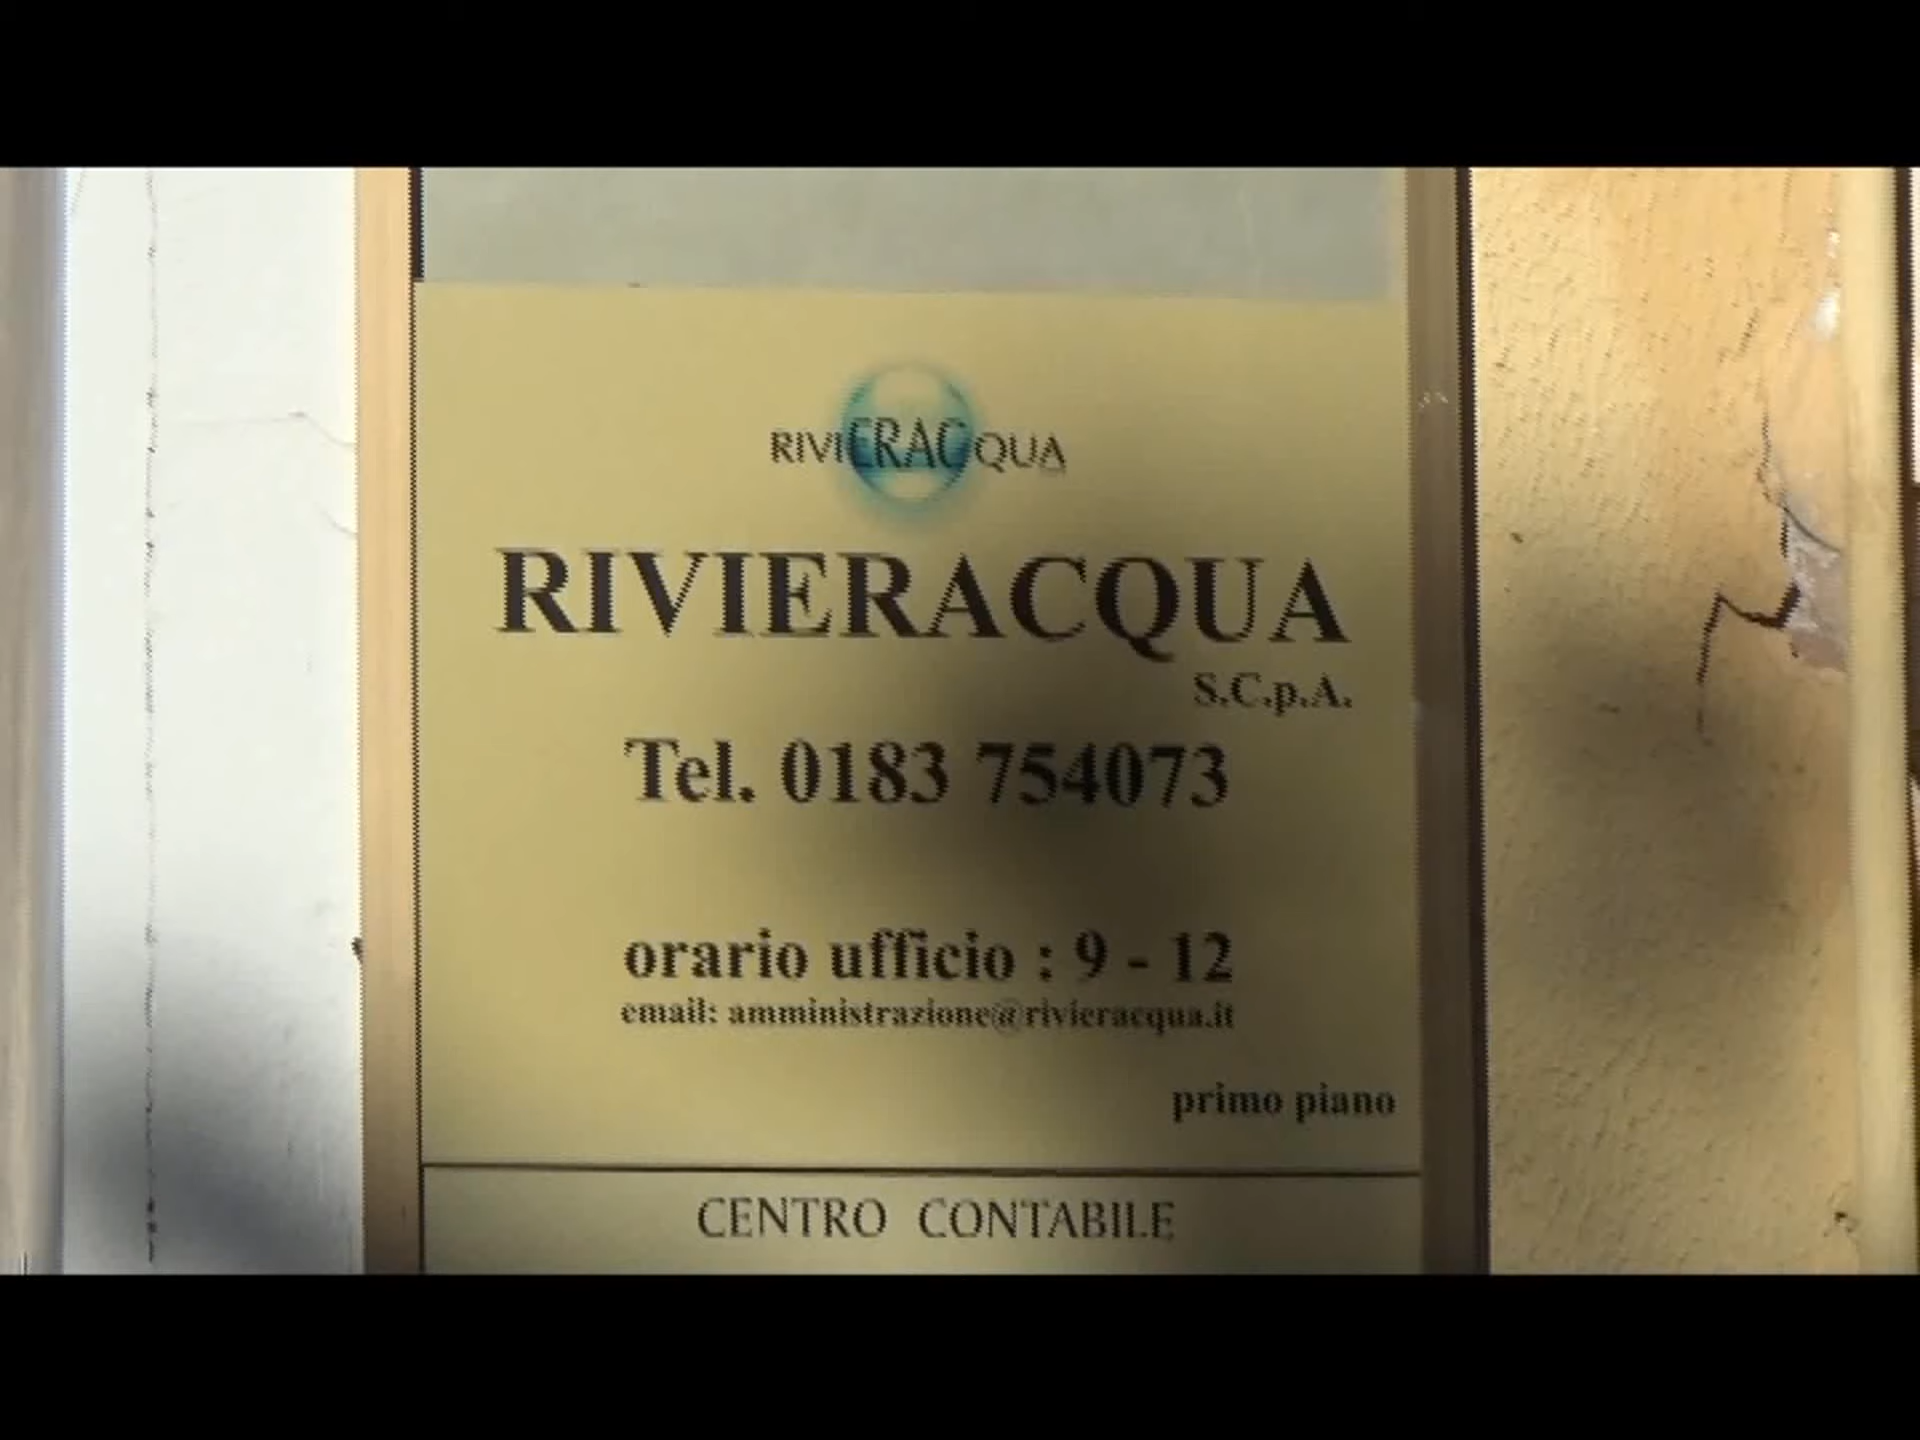 RIVIERACQUA
RIVIERACQUA
S.C.p.A.
Tel. 0183 754073
orario ufficio : 9 - 12
email: amministrazione@rivieracqua.it
primo piano
CENTRO CONTABILE